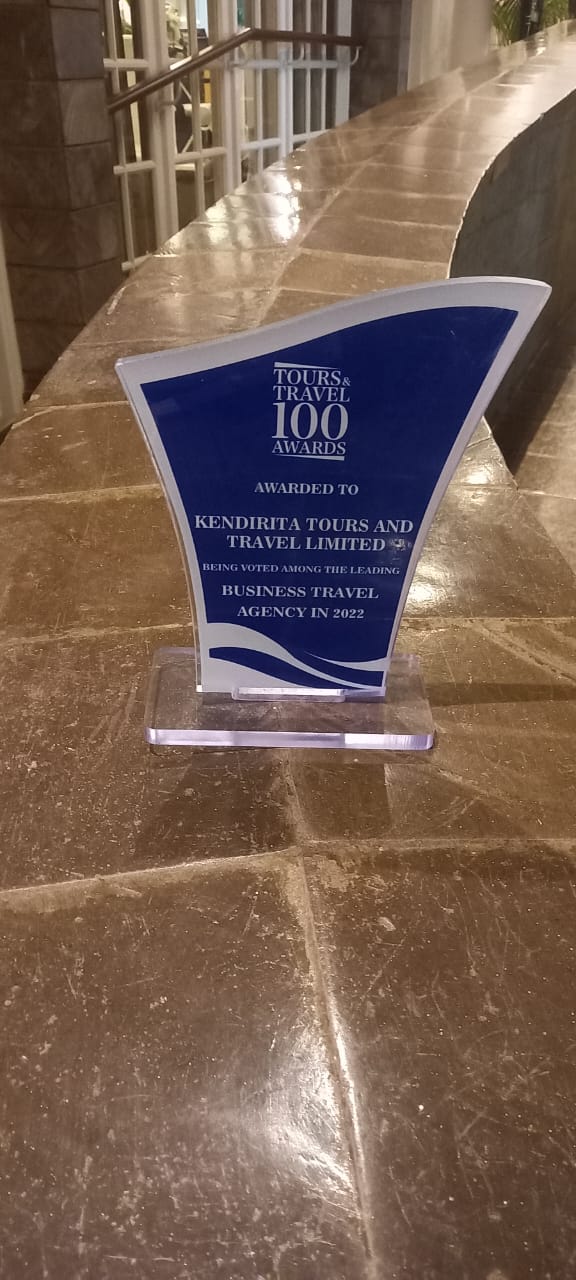 TOURS &
TRAVEL
100
AWARDS
AWARDED TO
KENDIRITA TOURS AND
TRAVEL LIMITED
BEING VOTED AMONG THE LEADING
BUSINESS TRAVEL
AGENCY IN 2022